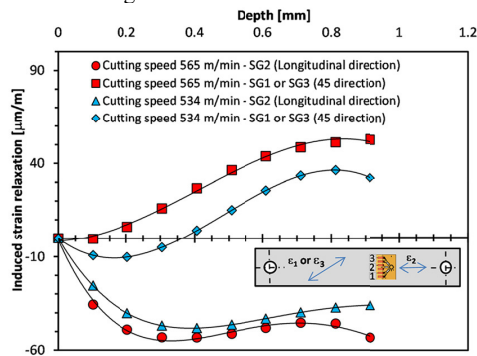 Depth [mm]
0 0.2 0.4 0.6 0.8 1 1.2
Induced strain relaxation [µm/m]
90
40
-10
-60
Cutting speed 565 m/min - SG2 (Longitudinal direction)
Cutting speed 565 m/min - SG1 or SG3 (45 direction)
Cutting speed 534 m/min - SG2 (Longitudinal direction)
Cutting speed 534 m/min - SG1 or SG3 (45 direction)
ε1 or ε3
3
2
1
ε2